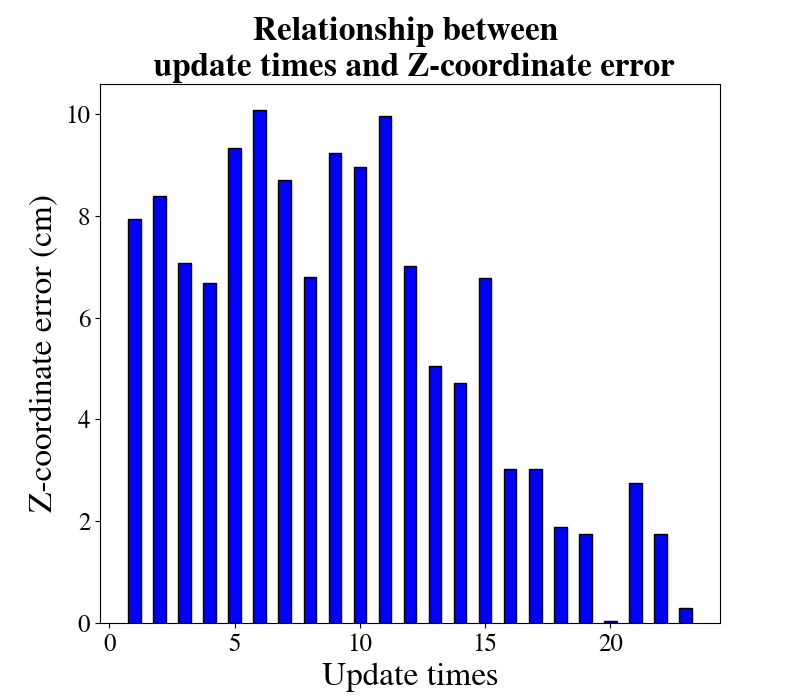 Relationship between
update times and Z-coordinate error
Z-coordinate error (cm)
10
8
6
4
2
0
0 5 10 15 20
Update times